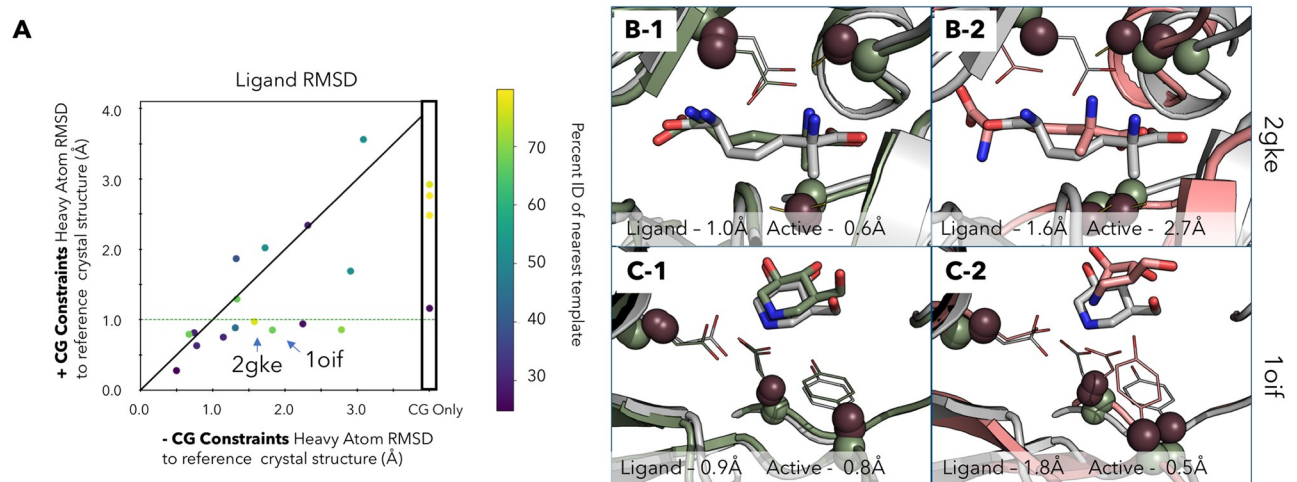 A
Ligand RMSD
+ CG Constraints Heavy Atom RMSD
to reference crystal structure (Å)
4.0
3.0
2.0
1.0
0.0
0.0
1.0
2.0
3.0
CG Only
2gke
1oif
- CG Constraints Heavy Atom RMSD
to reference crystal structure (Å)
70
60
50
40
30
Percent ID of nearest template
B-1
Ligand – 1.0Å Active - 0.6Å
B-2
Ligand – 1.6Å Active - 2.7Å
2gke
C-1
Ligand – 0.9Å Active - 0.8Å
C-2
Ligand – 1.8Å Active - 0.5Å
1oif